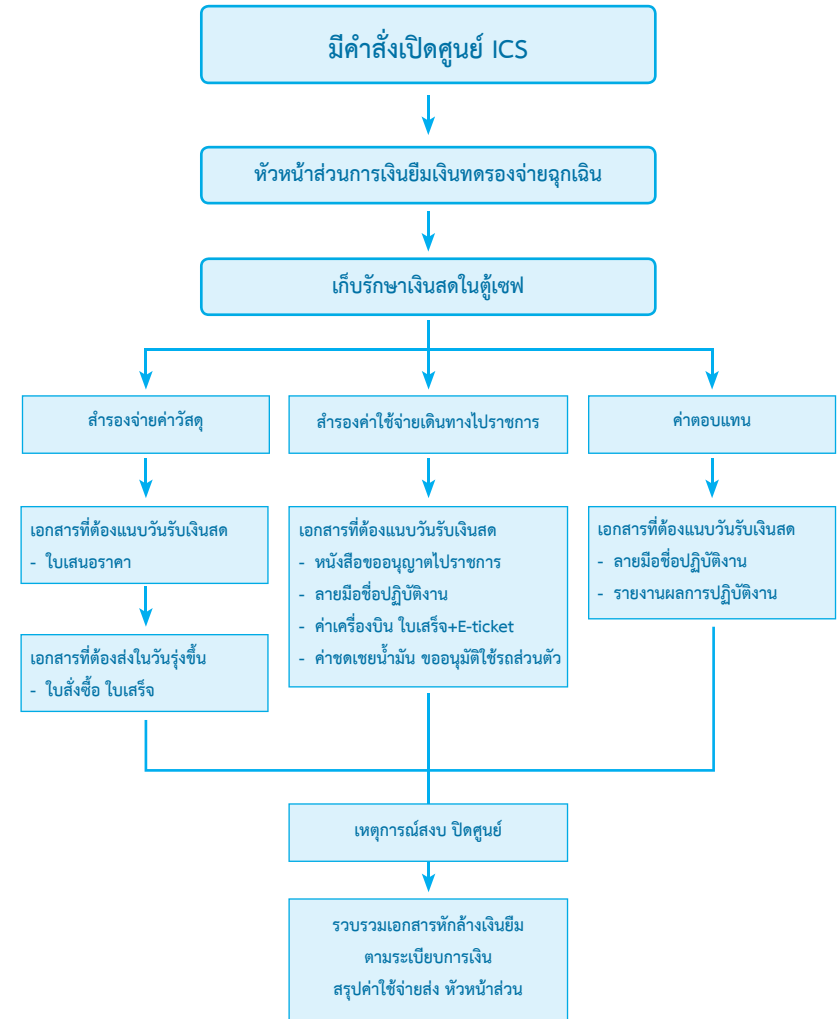 มีคำสั่งเปิดศูนย์ ICS
หัวหน้าส่วนการเงินยืมเงินทดรองจ่ายฉุกเฉิน
เก็บรักษาเงินสดในตู้เซฟ
สำรองจ่ายค่าวัสดุ
เอกสารที่ต้องแนบวันรับเงินสด
- ใบเสนอราคา
เอกสารที่ต้องส่งในวันรุ่งขึ้น
- ใบสั่งซื้อ ใบเสร็จ
สำรองค่าใช้จ่ายเดินทางไปราชการ
เอกสารที่ต้องแนบวันรับเงินสด
- หนังสือขออนุญาตไปราชการ
- ลายมือชื่อปฏิบัติงาน
- ค่าเครื่องบิน ใบเสร็จ+E-ticket
- ค่าชดเชยน้ำมัน ขออนุมัติใช้รถส่วนตัว
ค่าตอบแทน
เอกสารที่ต้องแนบวันรับเงินสด
- ลายมือชื่อปฏิบัติงาน
- รายงานผลการปฏิบัติงาน
เหตุการณ์สงบ ปิดศูนย์
รวบรวมเอกสารหักล้างเงินยืม
ตามระเบียบการเงิน
สรุปค่าใช้จ่ายส่ง หัวหน้าส่วน